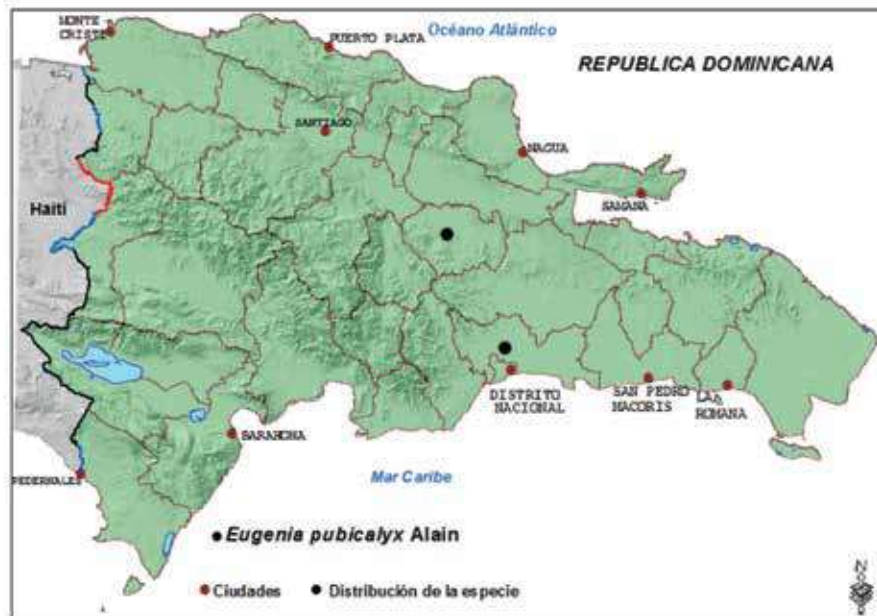 MONTE
CRISTI
PUERTO PLATA
Océano Atlántico
REPUBLICA DOMINICANA
SANTIAGO
NAGUA
SAMANA
Haití
DISTRITO
NACIONAL
SAN PEDRO
MACORIS
LA
ROMANA
BARAHONA
PEDERNALES
Mar Caribe
Eugenia pubicalyx Alain
Ciudades
Distribución de la especie
N